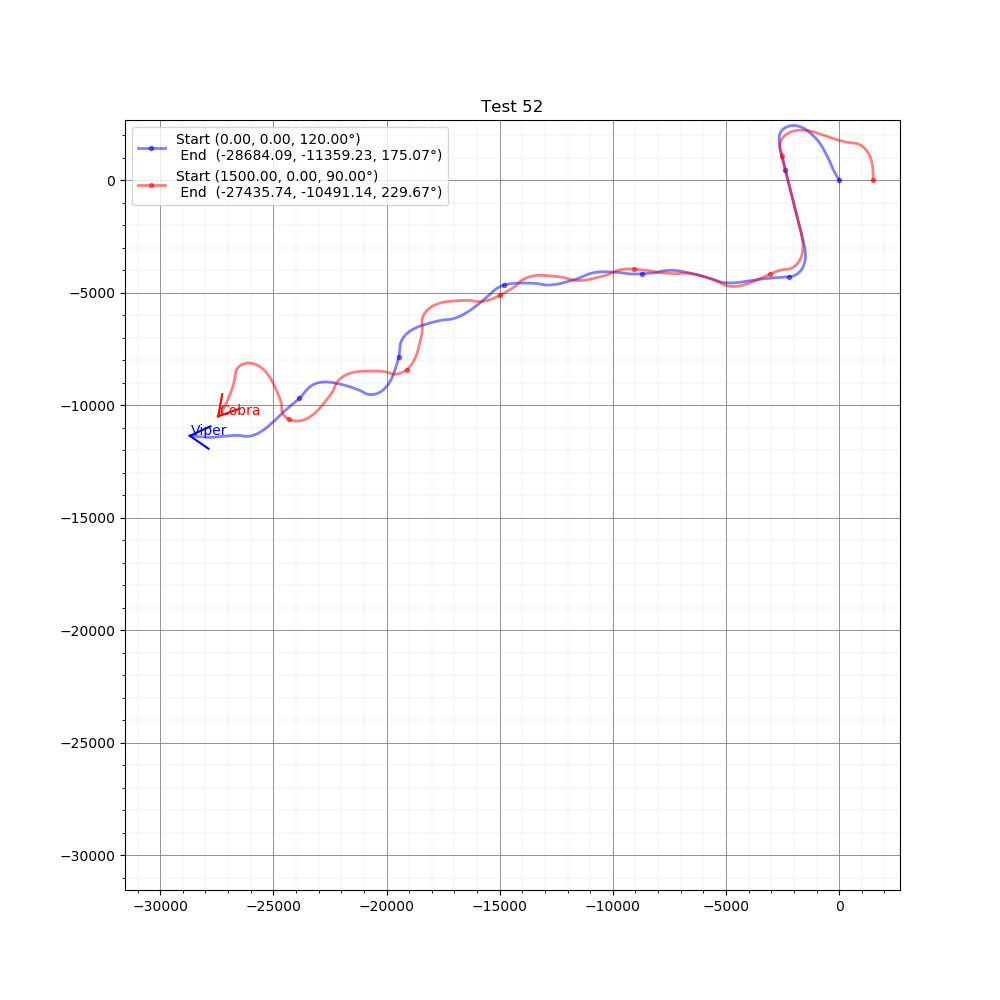 Test 52
Start (0.00, 0.00, 120.00°)
End  (-28684.09, -11359.23, 175.07°)
Start (1500.00, 0.00, 90.00°)
End  (-27435.74, -10491.14, 229.67°)
0
−5000
−10000
−15000
−20000
−25000
−30000
Cobra
Viper
−30000 −25000 −20000 −15000 −10000 −5000 0